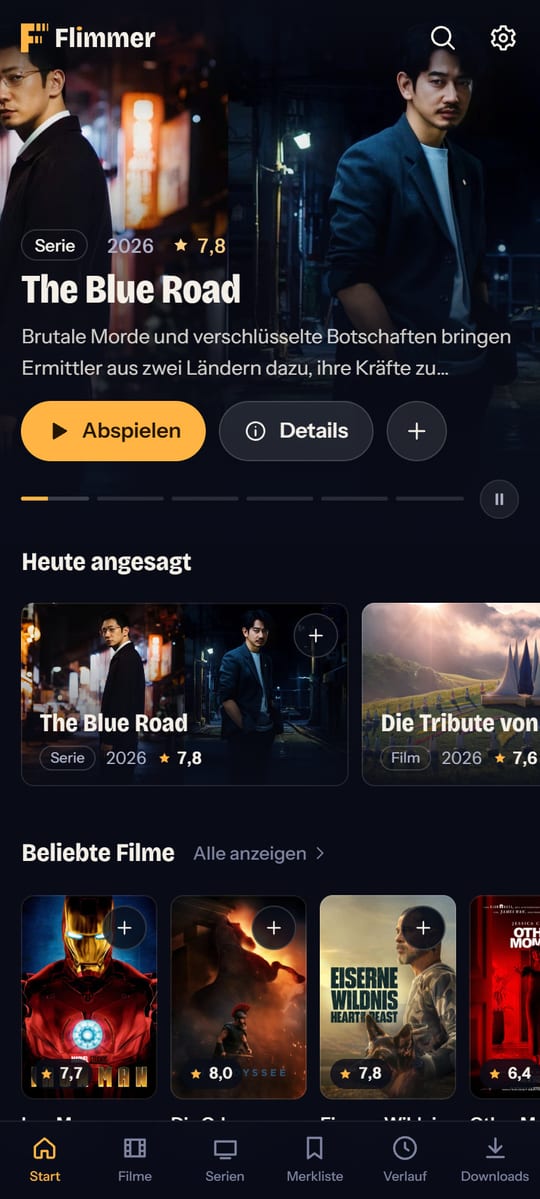 Flimmer
Serie 2026 ★ 7,8
The Blue Road
Brutale Morde und verschlüsselte Botschaften bringen
Ermittler aus zwei Ländern dazu, ihre Kräfte zu…
Abspielen Details
Heute angesagt
The Blue Road
Serie 2026 ★ 7,8
Die Tribute von
Film 2026 ★ 7,6
Beliebte Filme Alle anzeigen
EISERNE
WILDNIS
HEART BEAST
★ 7,7
★ 8,0
★ 7,8
★ 6,4
Start Filme Serien Merkliste Verlauf Downloads